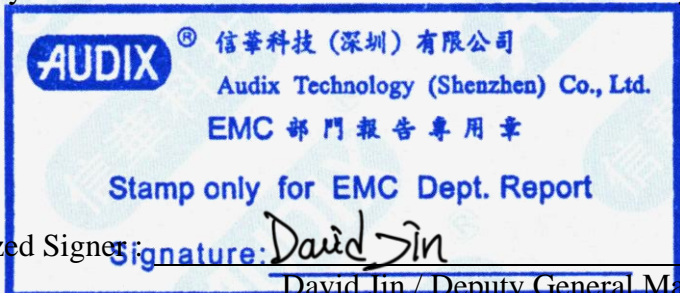 AUDIX ® 信華科技 (深圳) 有限公司
Audix Technology (Shenzhen) Co., Ltd.
EMC 部門報告專用章
Stamp only for EMC Dept. Report
zed Signer : Signature: David Jin
David Jin / Deputy General Ma